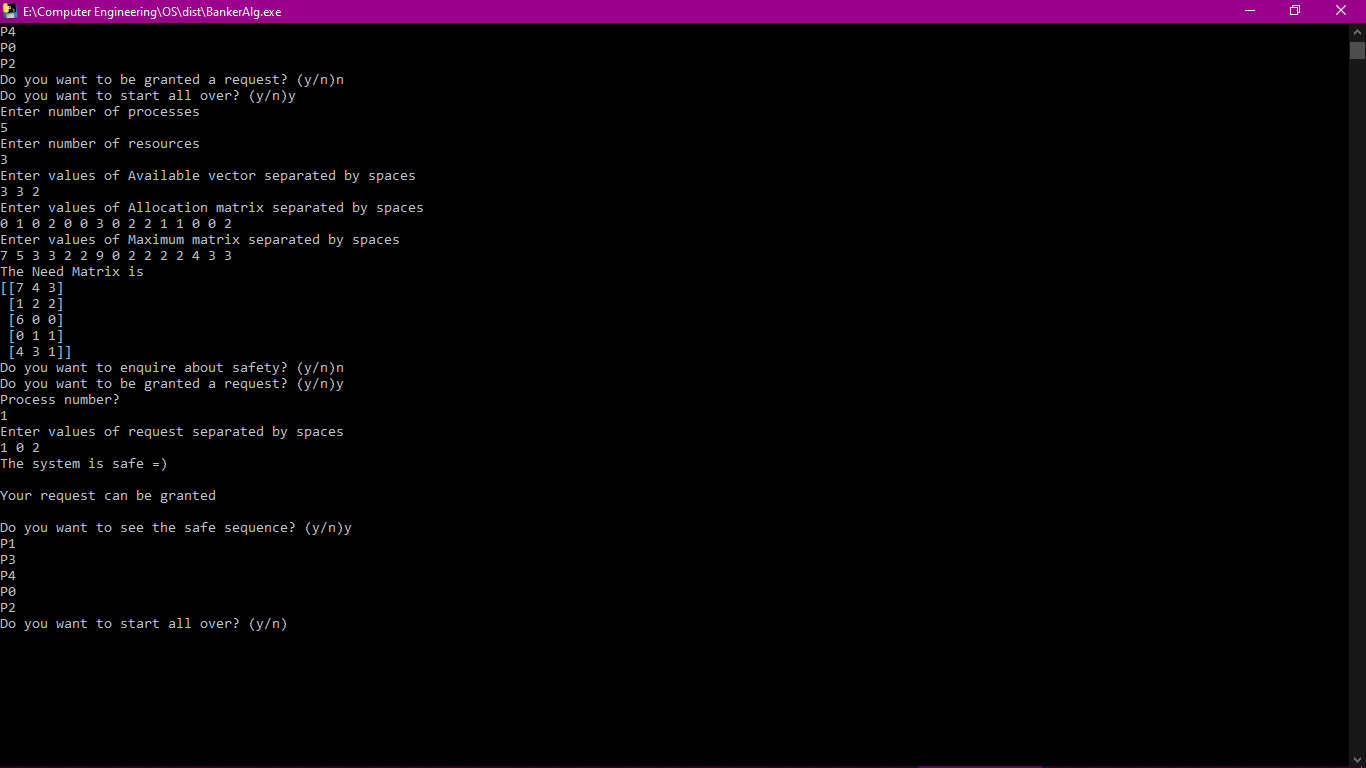 E:\Computer Engineering\OS\dist\BankerAlg.exe
P4
P0
P2
Do you want to be granted a request? (y/n)n
Do you want to start all over? (y/n)y
Enter number of processes
5
Enter number of resources
3
Enter values of Available vector separated by spaces
3 3 2
Enter values of Allocation matrix separated by spaces
0 1 0 2 0 0 3 0 2 2 1 1 0 0 2
Enter values of Maximum matrix separated by spaces
7 5 3 3 2 2 9 0 2 2 2 2 4 3 3
The Need Matrix is
[[7 4 3]
 [1 2 2]
 [6 0 0]
 [0 1 1]
 [4 3 1]]
Do you want to enquire about safety? (y/n)n
Do you want to be granted a request? (y/n)y
Process number?
1
Enter values of request separated by spaces
1 0 2
The system is safe =)
Your request can be granted
Do you want to see the safe sequence? (y/n)y
P1
P3
P4
P0
P2
Do you want to start all over? (y/n)